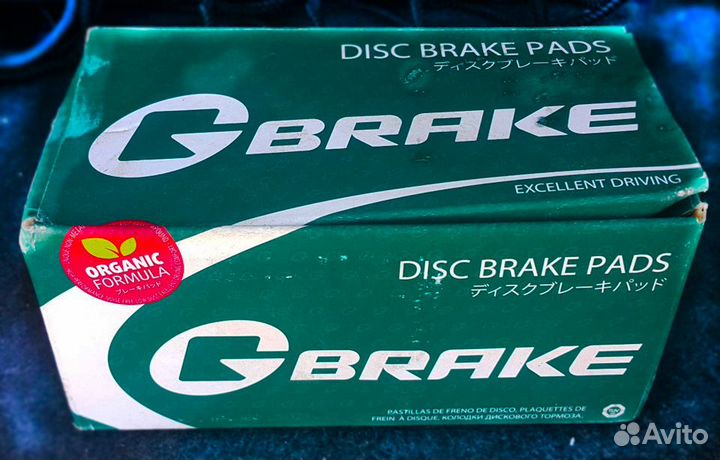 DISC BRAKE PADS
ディスクブレーキパッド
GBRAKE
EXCELLENT DRIVING
ORGANIC
FORMULA
ブレーキパッド
DISC BRAKE PADS
ディスクブレーキパッド
GBRAKE
PASTILLAS DE FRENO DE DISCO, PLAQUETTES DE
FREIN À DISQUE, КОЛОДКИ ДИСКОВОГО ТОРМОЗА,
Avito